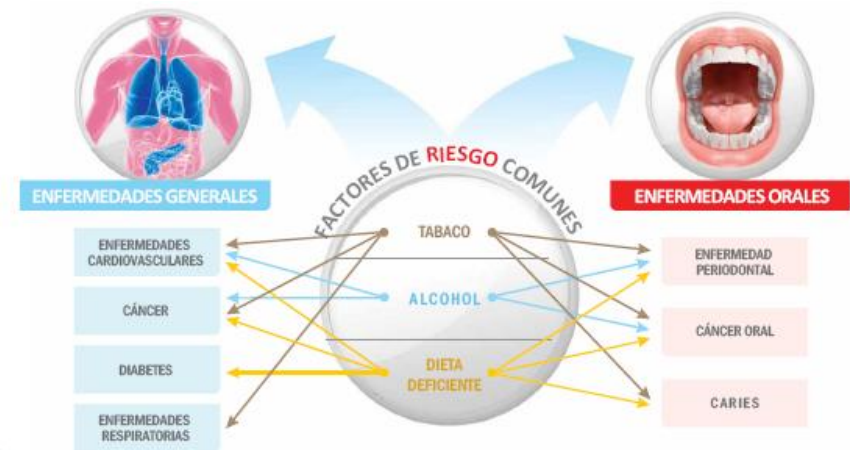 FACTORES DE RIESGO COMUNES
ENFERMEDADES GENERALES
ENFERMEDADES ORALES
ENFERMEDADES
CARDIOVASCULARES
CÁNCER
DIABETES
ENFERMEDADES
RESPIRATORIAS
TABACO
ALCOHOL
DIETA
DEFICIENTE
ENFERMEDAD
PERIODONTAL
CÁNCER ORAL
CARIES